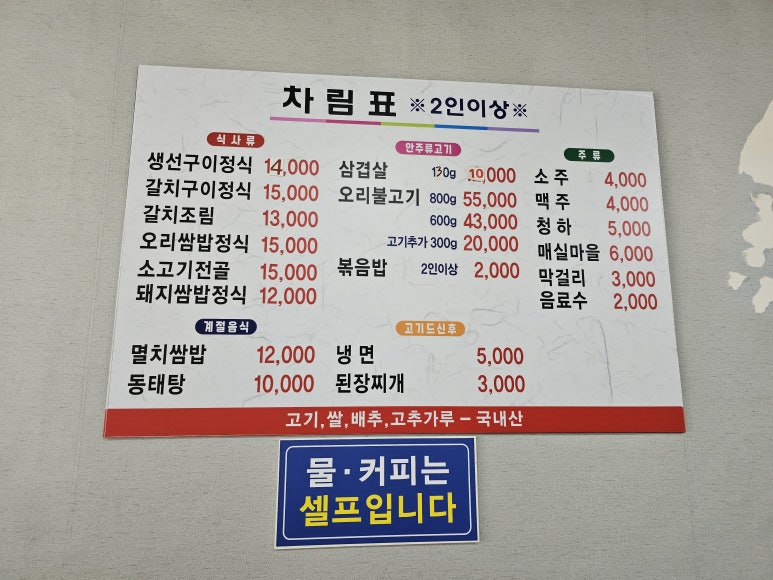 차림표 ※2인이상※
식사류
생선구이정식 14,000
갈치구이정식 15,000
갈치조림 13,000
오리쌈밥정식 15,000
소고기전골 15,000
돼지쌈밥정식 12,000
안주류고기
삼겹살 130g 10,000
오리불고기 800g 55,000
600g 43,000
고기추가 300g 20,000
볶음밥 2인이상 2,000
주류
소주 4,000
맥주 4,000
청하 5,000
매실마을 6,000
막걸리 3,000
음료수 2,000
계절음식
멸치쌈밥 12,000
동태탕 10,000
고기드신후
냉면 5,000
된장찌개 3,000
고기,쌀,배추,고추가루 – 국내산
물·커피는
셀프입니다